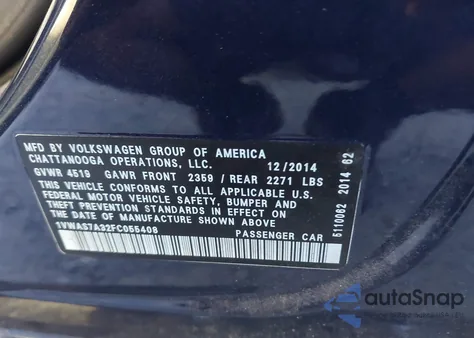 MFD BY VOLKSWAGEN GROUP OF AMERICA
CHATTANOOGA OPERATIONS, LLC. 12/2014
GVWR 4519 GAWR FRONT 2359 / REAR 2271 LBS
THIS VEHICLE CONFORMS TO ALL APPLICABLE U.S.
FEDERAL MOTOR VEHICLE SAFETY, BUMPER AND
THEFT PREVENTION STANDARDS IN EFFECT ON THE
DATE OF MANUFACTURE SHOWN ABOVE
1VWAS7A32FC055408 PASSENGER CAR
5110062 2014 62
autoSnap